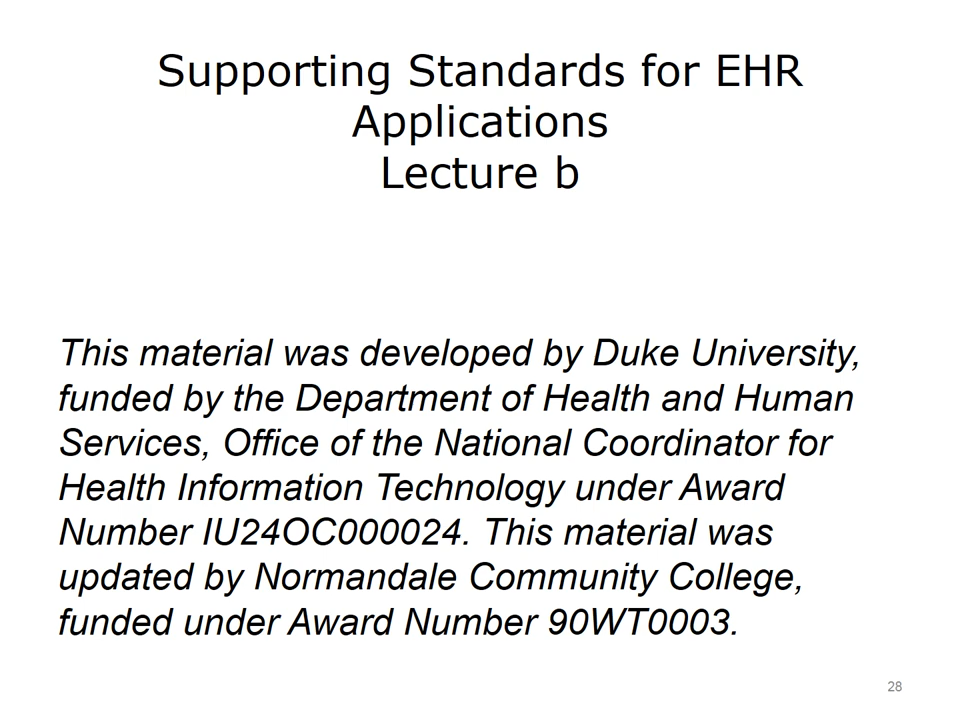 Supporting Standards for EHR
Applications
Lecture b
This material was developed by Duke University,
funded by the Department of Health and Human
Services, Office of the National Coordinator for
Health Information Technology under Award
Number IU24OC000024. This material was
updated by Normandale Community College,
funded under Award Number 90WT0003.
28